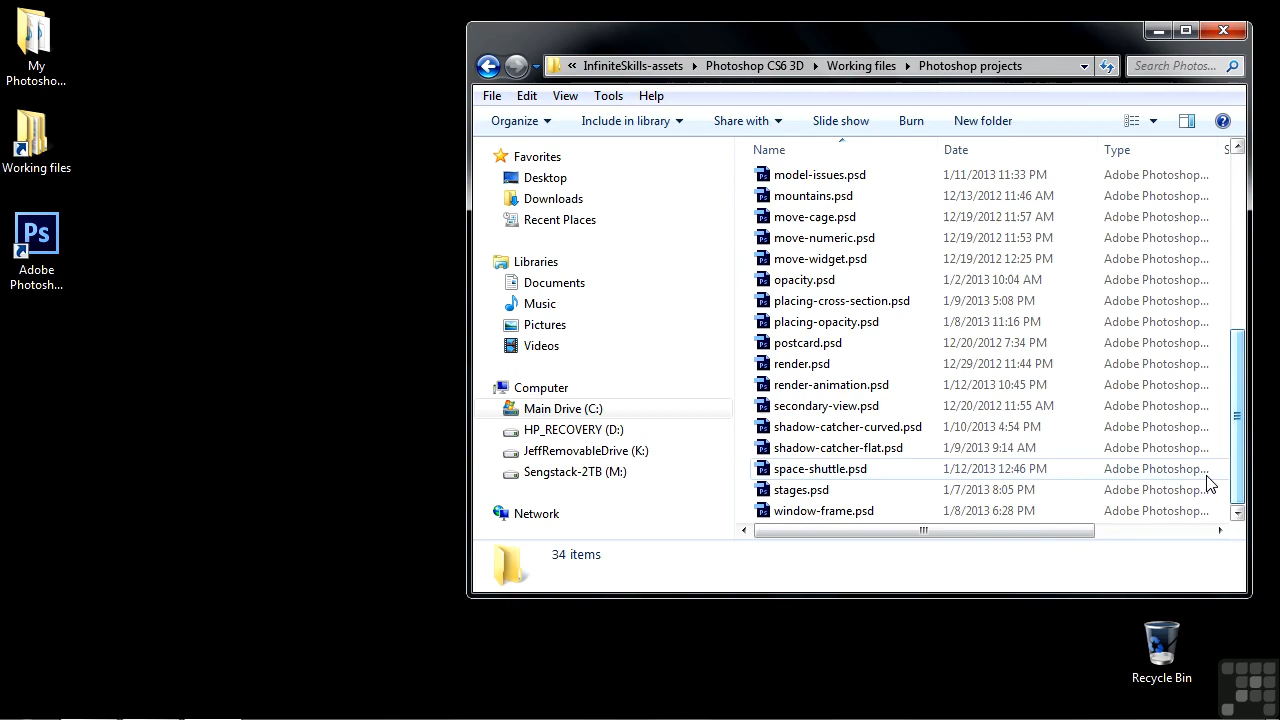 My
Photosho...
Working files
Ps
Adobe
Photosh...
« InfiniteSkills-assets Photoshop CS6 3D Working files Photoshop projects
Search Photos...
File Edit View Tools Help
Organize Include in library Share with Slide show Burn New folder
Favorites
Desktop
Downloads
Recent Places
Libraries
Documents
Music
Pictures
Videos
Computer
Main Drive (C:)
HP_RECOVERY (D:)
JeffRemovableDrive (K:)
Sengstack-2TB (M:)
Network
Name Date Type S
model-issues.psd 1/11/2013 11:33 PM Adobe Photoshop...
mountains.psd 12/13/2012 11:46 AM Adobe Photoshop...
move-cage.psd 12/19/2012 11:57 AM Adobe Photoshop...
move-numeric.psd 12/19/2012 11:53 AM Adobe Photoshop...
move-widget.psd 12/19/2012 12:25 PM Adobe Photoshop...
opacity.psd 1/2/2013 10:04 AM Adobe Photoshop...
placing-cross-section.psd 1/9/2013 5:08 PM Adobe Photoshop...
placing-opacity.psd 1/8/2013 11:16 PM Adobe Photoshop...
postcard.psd 12/20/2012 7:34 PM Adobe Photoshop...
render.psd 12/29/2012 11:44 PM Adobe Photoshop...
render-animation.psd 1/12/2013 10:45 PM Adobe Photoshop...
secondary-view.psd 12/20/2012 11:55 AM Adobe Photoshop...
shadow-catcher-curved.psd 1/10/2013 4:54 PM Adobe Photoshop...
shadow-catcher-flat.psd 1/9/2013 9:14 AM Adobe Photoshop...
space-shuttle.psd 1/12/2013 12:46 PM Adobe Photoshop...
stages.psd 1/7/2013 8:05 PM Adobe Photoshop...
window-frame.psd 1/8/2013 6:28 PM Adobe Photoshop...
34 items
Recycle Bin